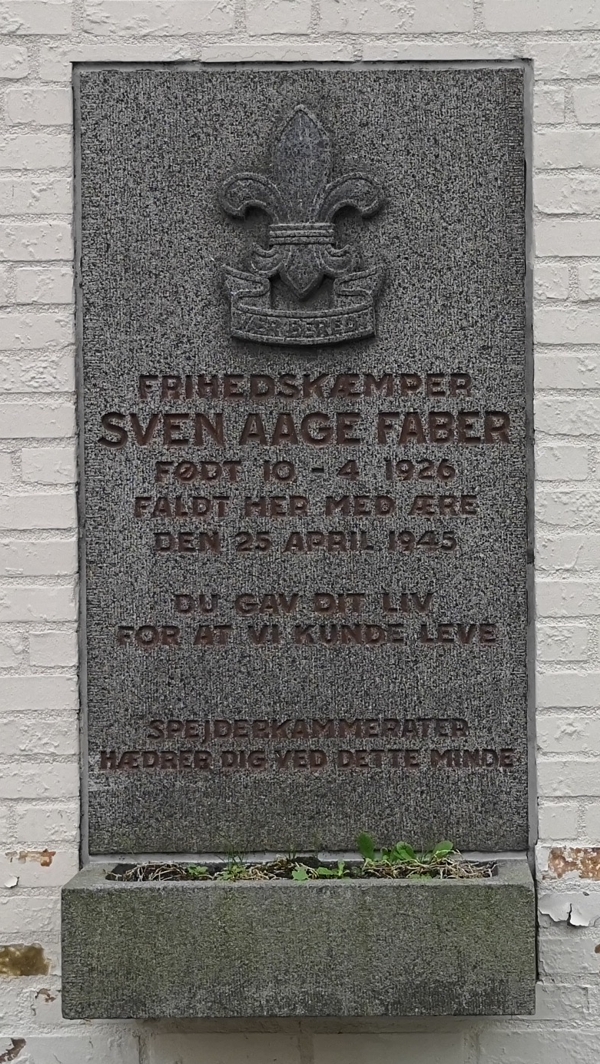 VÆR BEREDT
FRIHEDSKÆMPER
SVEN AAGE FABER
FØDT 10 - 4 1926
FALDT HER MED ÆRE
DEN 25 APRIL 1945
DU GAV DIT LIV
FOR AT VI KUNDE LEVE
SPEJDERKAMMERATER
HÆDRER DIG VED DETTE MINDE